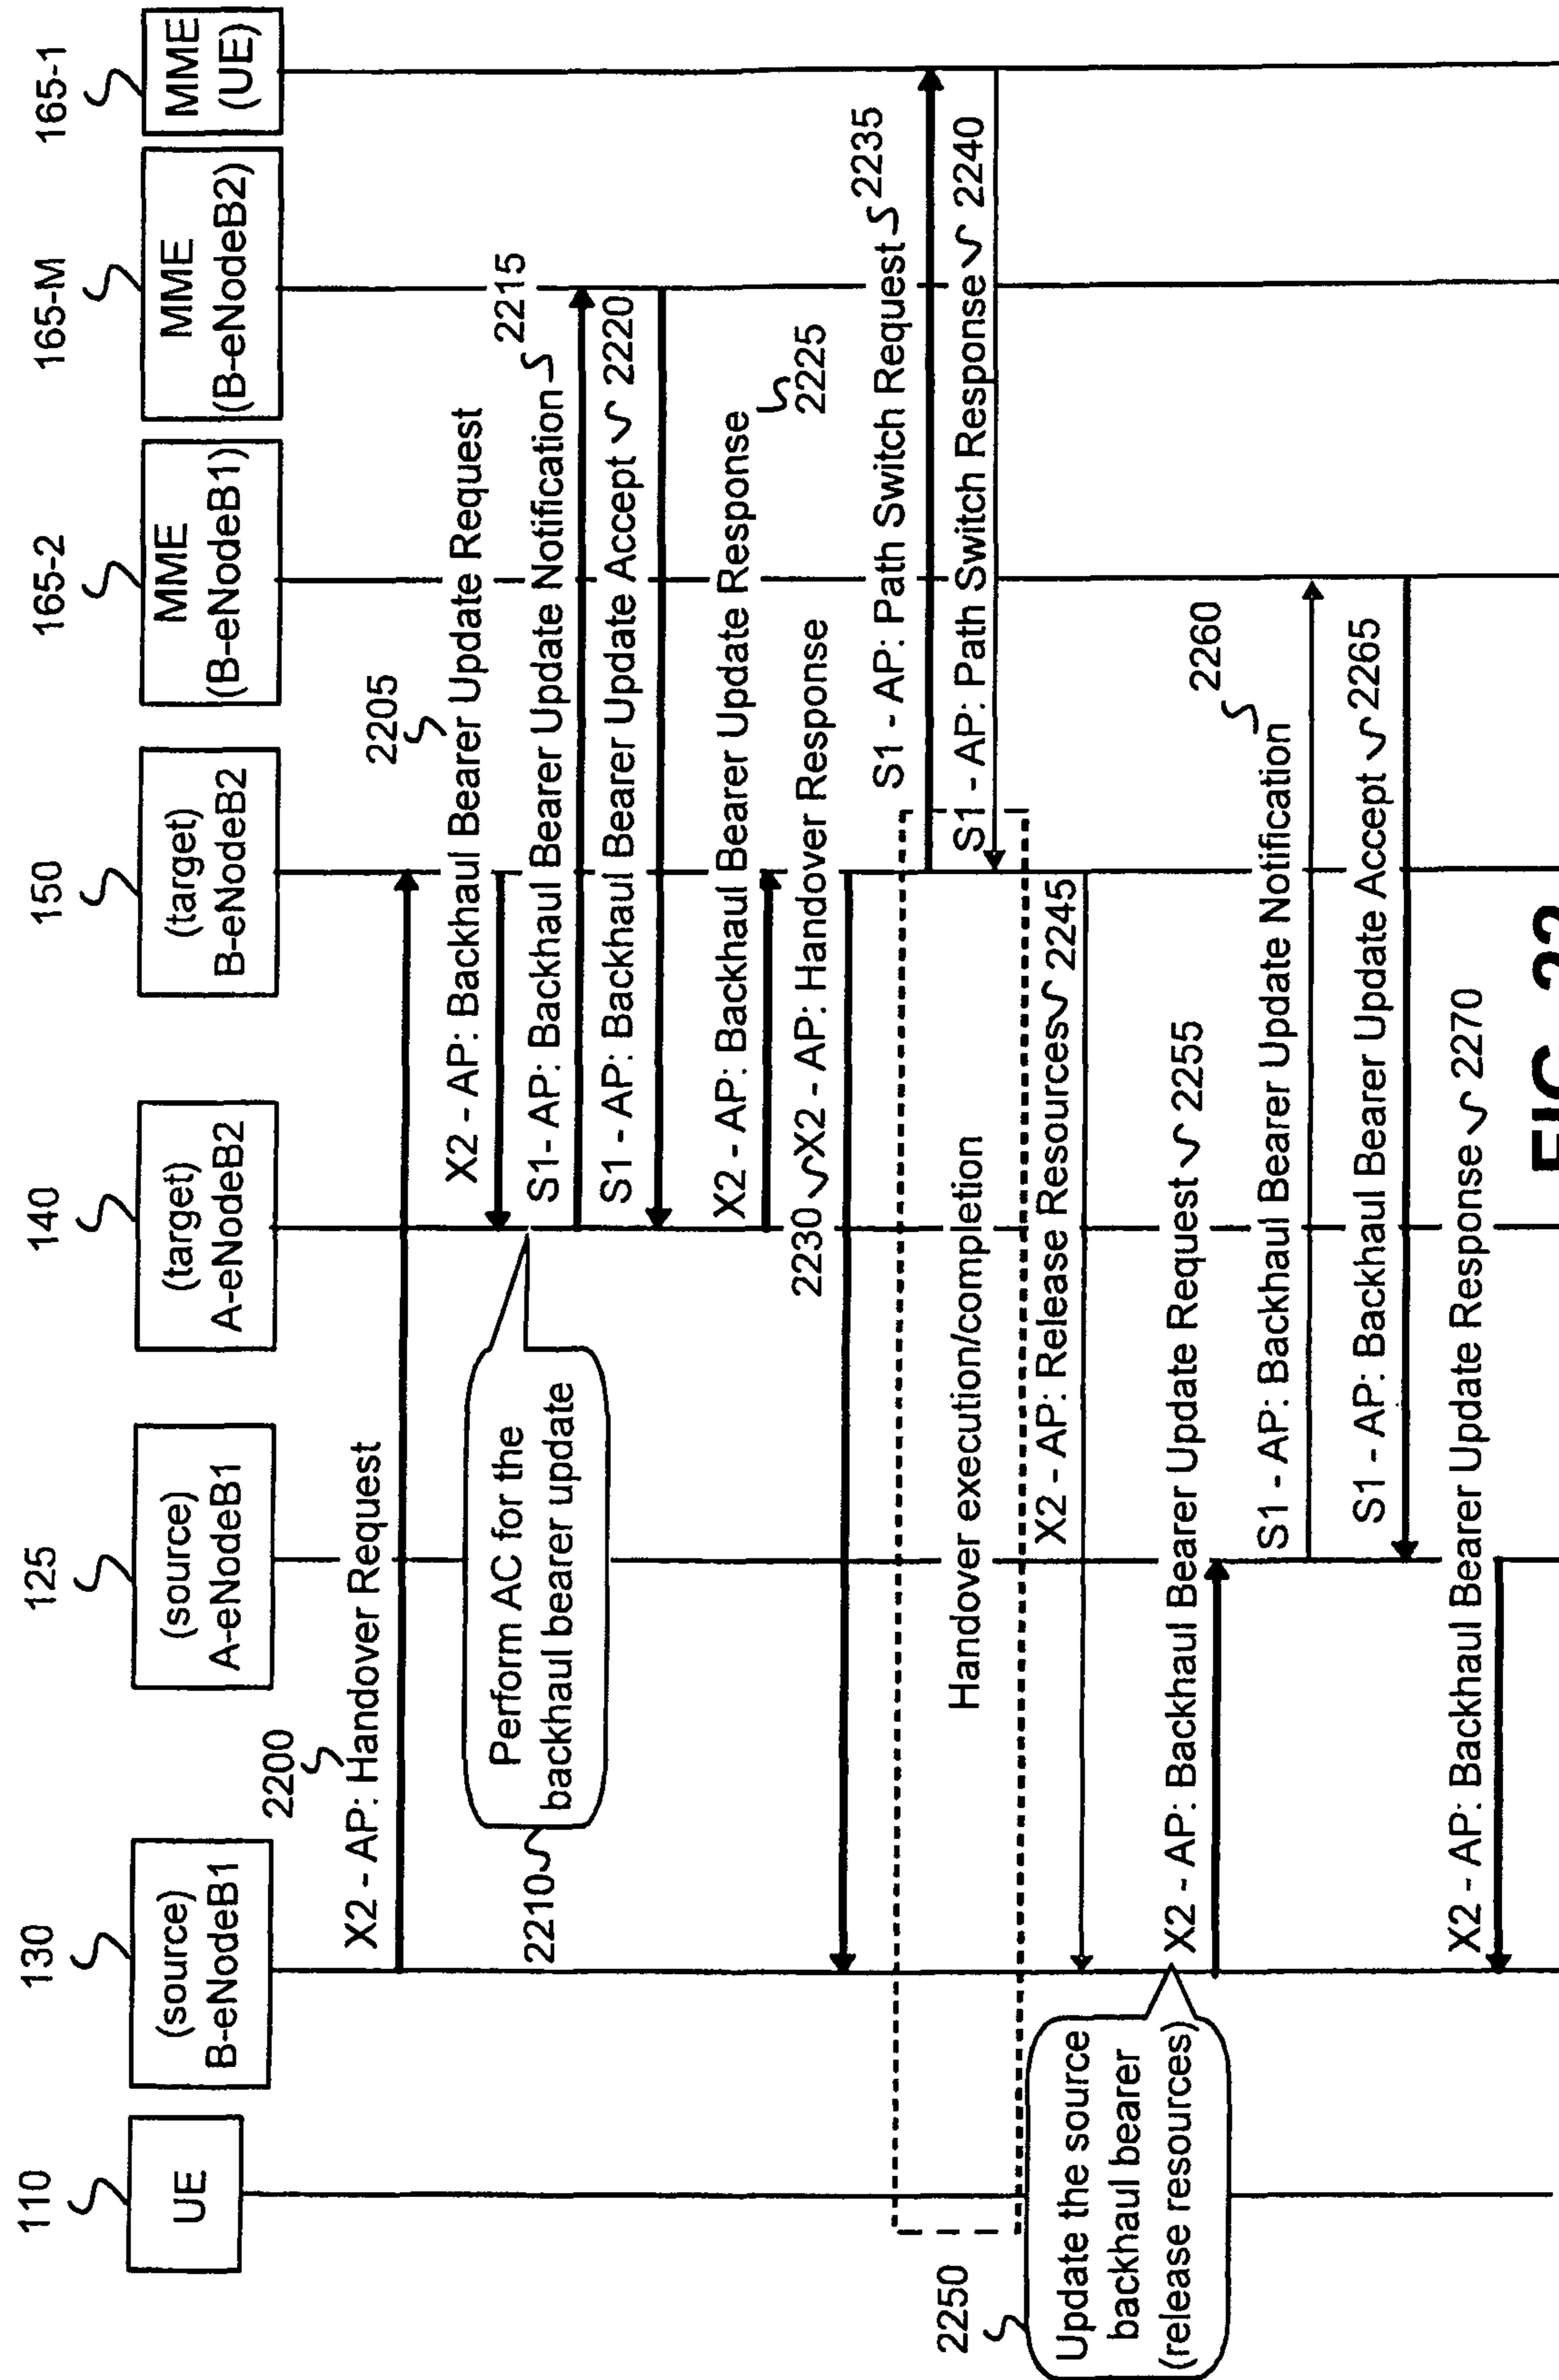 110
130
125
140
150
165-2
165-M
165-1
UE
(source)
B-eNodeB1
(source)
A-eNodeB1
(target)
A-eNodeB2
(target)
B-eNodeB2
MME
(B-eNodeB1)
MME
(B-eNodeB2)
MME
(UE)
2200
X2 - AP: Handover Request
2205
X2 - AP: Backhaul Bearer Update Request
2210
Perform AC for the
backhaul bearer update
S1- AP: Backhaul Bearer Update Notification 2215
S1 - AP: Backhaul Bearer Update Accept 2220
X2 - AP: Backhaul Bearer Update Response
2225
2230 X2 - AP: Handover Response
S1 - AP: Path Switch Request 2235
Handover execution/completion
S1 - AP: Path Switch Response 2240
X2 - AP: Release Resources 2245
2250
Update the source
backhaul bearer
(release resources)
X2 - AP: Backhaul Bearer Update Request 2255
S1 - AP: Backhaul Bearer Update Notification
2260
S1 - AP: Backhaul Bearer Update Accept 2265
X2 - AP: Backhaul Bearer Update Response 2270
FIG. 22